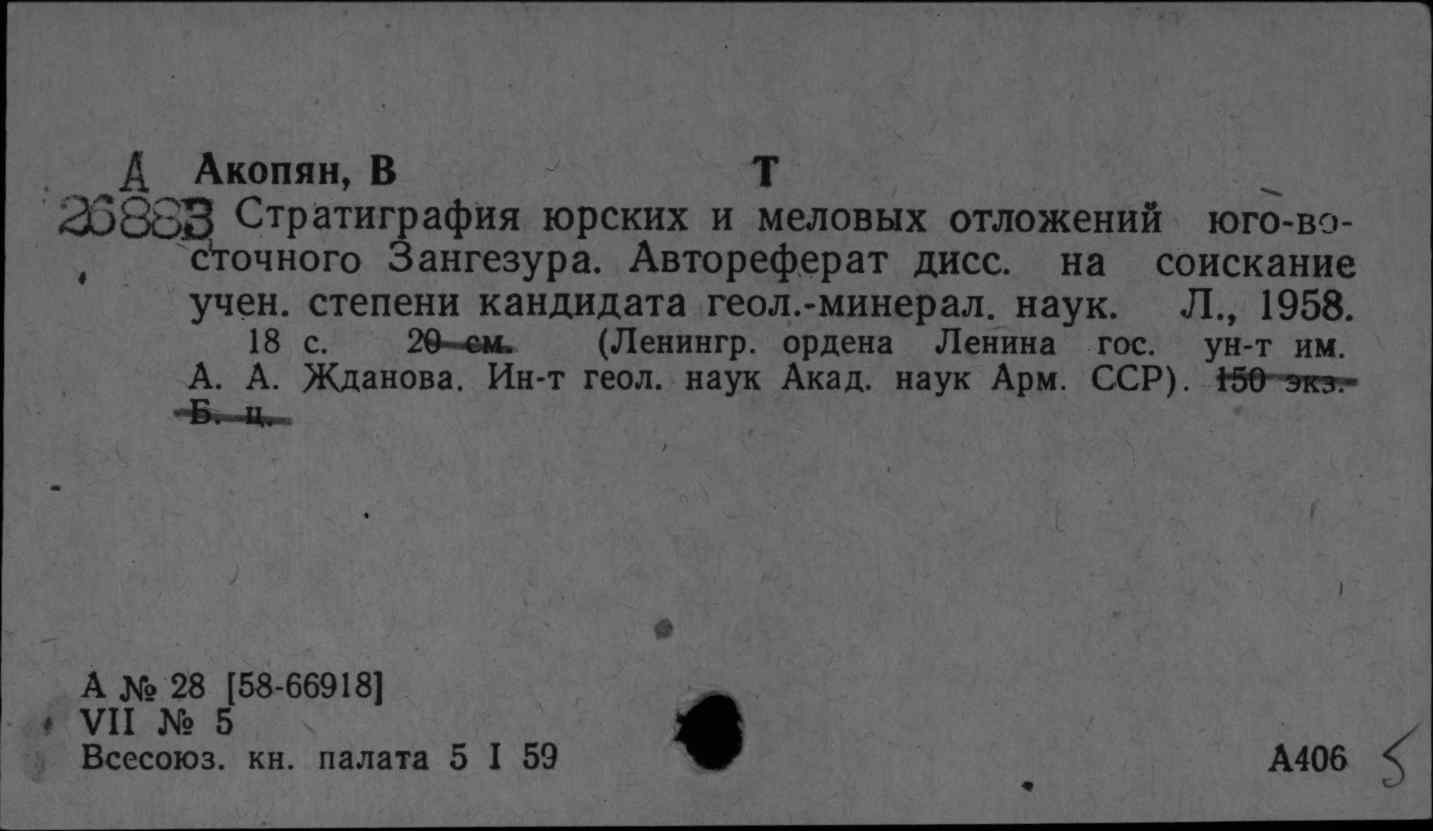 Д Акопян, В Т
26883 Стратиграфия юрских и меловых отложений юго-во-
сточного Зангезура. Автореферат дисс. на соискание
учен. степени кандидата геол.-минерал. наук. Л., 1958.
18 с. 20 см. (Ленингр. ордена Ленина гос. ун-т им.
А. А. Жданова. Ин-т геол. наук Акад. наук Арм. ССР). 150 экз.
Б. ц.
А № 28 [58-66918]
VII № 5
Всесоюз. кн. палата 5 I 59
А406 5